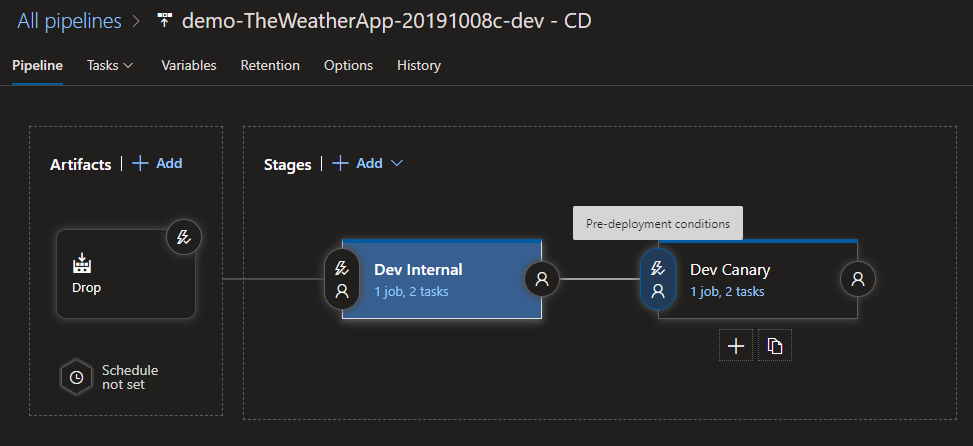 All pipelines > demo-TheWeatherApp-20191008c-dev - CD
Pipeline Tasks Variables Retention Options History
Artifacts | + Add
Stages | + Add
Pre-deployment conditions
Drop
Dev Internal
1 job, 2 tasks
Dev Canary
1 job, 2 tasks
Schedule
not set